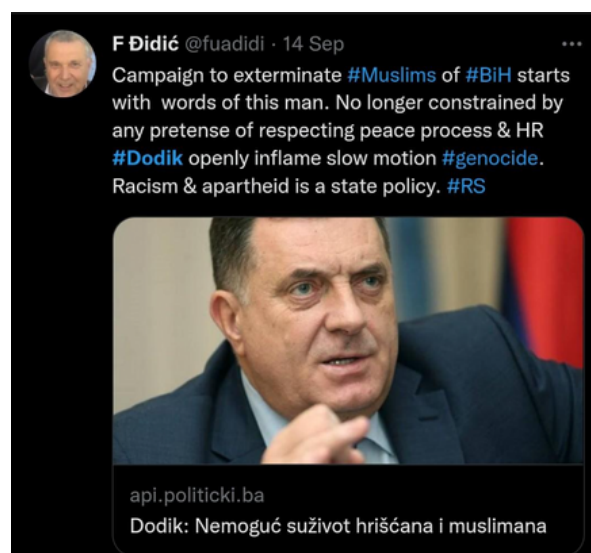 F Đidić @fuadidi · 14 Sep
Campaign to exterminate #Muslims of #BiH starts
with words of this man. No longer constrained by
any pretense of respecting peace process & HR
#Dodik openly inflame slow motion #genocide.
Racism & apartheid is a state policy. #RS
api.politicki.ba
Dodik: Nemoguć suživot hrišćana i muslimana